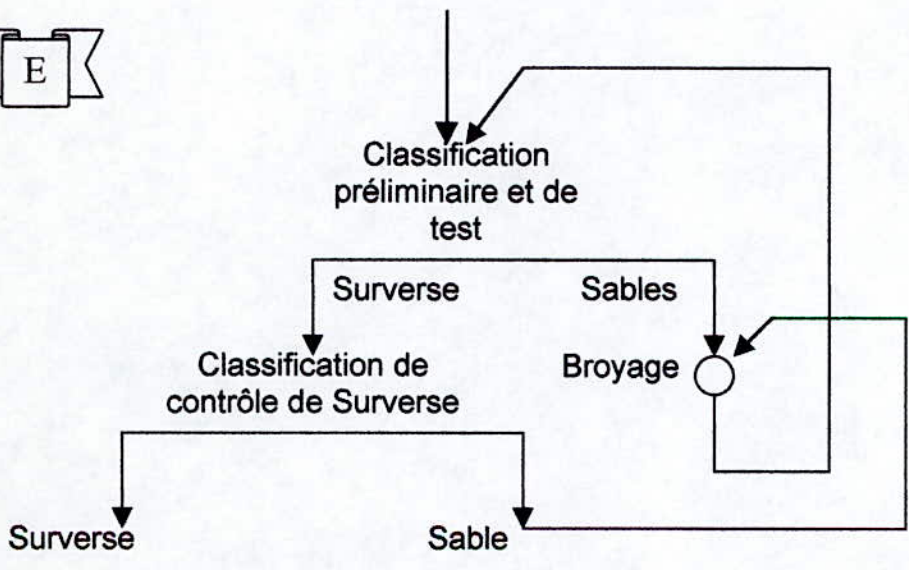 E
Classification
préliminaire et de
test
Surverse
Sables
Classification de
contrôle de Surverse
Broyage
Surverse
Sable